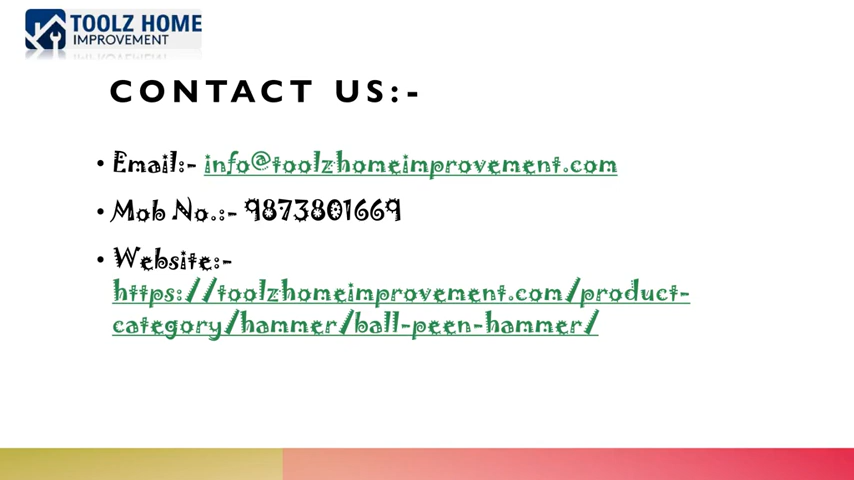 TOOLZ HOME
IMPROVEMENT
CONTACT US:-
• Email:- info@toolzhomeimprovement.com
• Mob No.:- 9873801669
• Website:-
https://toolzhomeimprovement.com/product-
category/hammer/ball-peen-hammer/